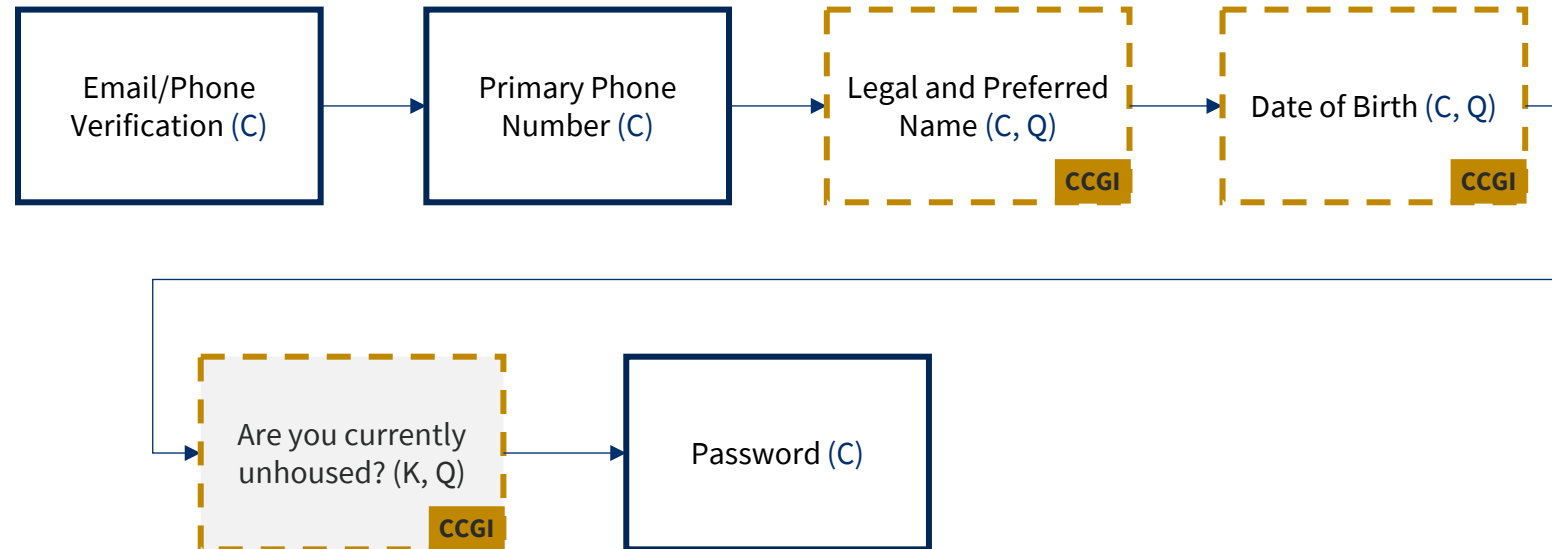 Email/Phone
Verification (C)
Primary Phone
Number (C)
Legal and Preferred
Name (C, Q)
CCGI
Date of Birth (C, Q)
CCGI
Are you currently
unhoused? (K, Q)
CCGI
Password (C)